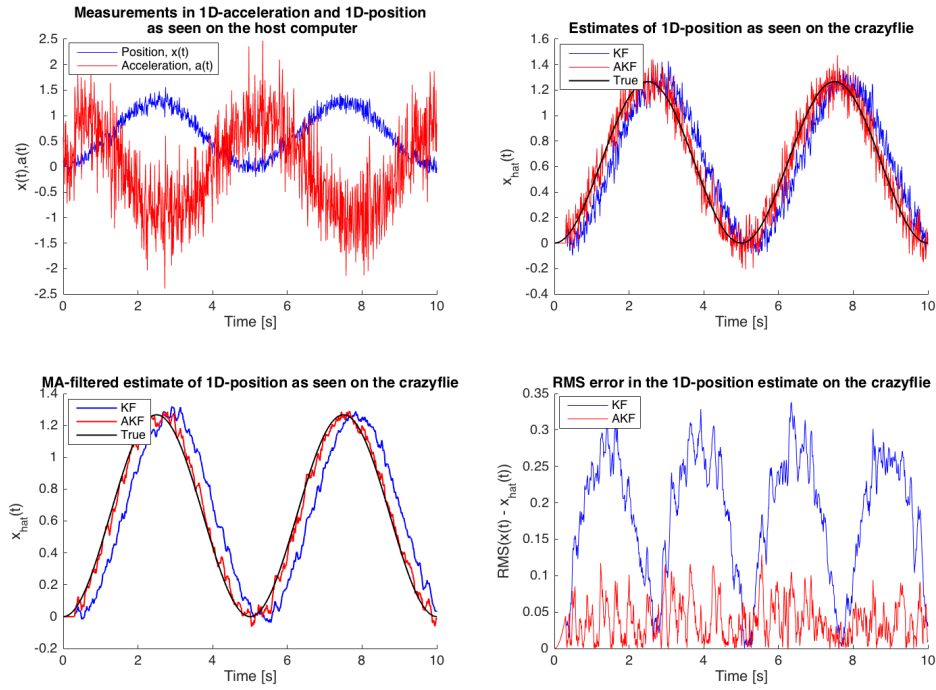 Measurements in 1D-acceleration and 1D-position
as seen on the host computer
2.5
2
1.5
1
0.5
0
-0.5
-1
-1.5
-2
-2.5
x(t),a(t)
Position, x(t)
Acceleration, a(t)
0
2
4
6
8
10
Time [s]
Estimates of 1D-position as seen on the crazyflie
1.6
1.4
1.2
1
0.8
0.6
0.4
0.2
0
-0.2
-0.4
x_hat(t)
KF
AKF
True
0
2
4
6
8
10
Time [s]
MA-filtered estimate of 1D-position as seen on the crazyflie
1.4
1.2
1
0.8
0.6
0.4
0.2
0
-0.2
x_hat(t)
KF
AKF
True
0
2
4
6
8
10
Time [s]
RMS error in the 1D-position estimate on the crazyflie
0.35
0.3
0.25
0.2
0.15
0.1
0.05
0
RMS(x(t) - x_hat(t))
KF
AKF
0
2
4
6
8
10
Time [s]